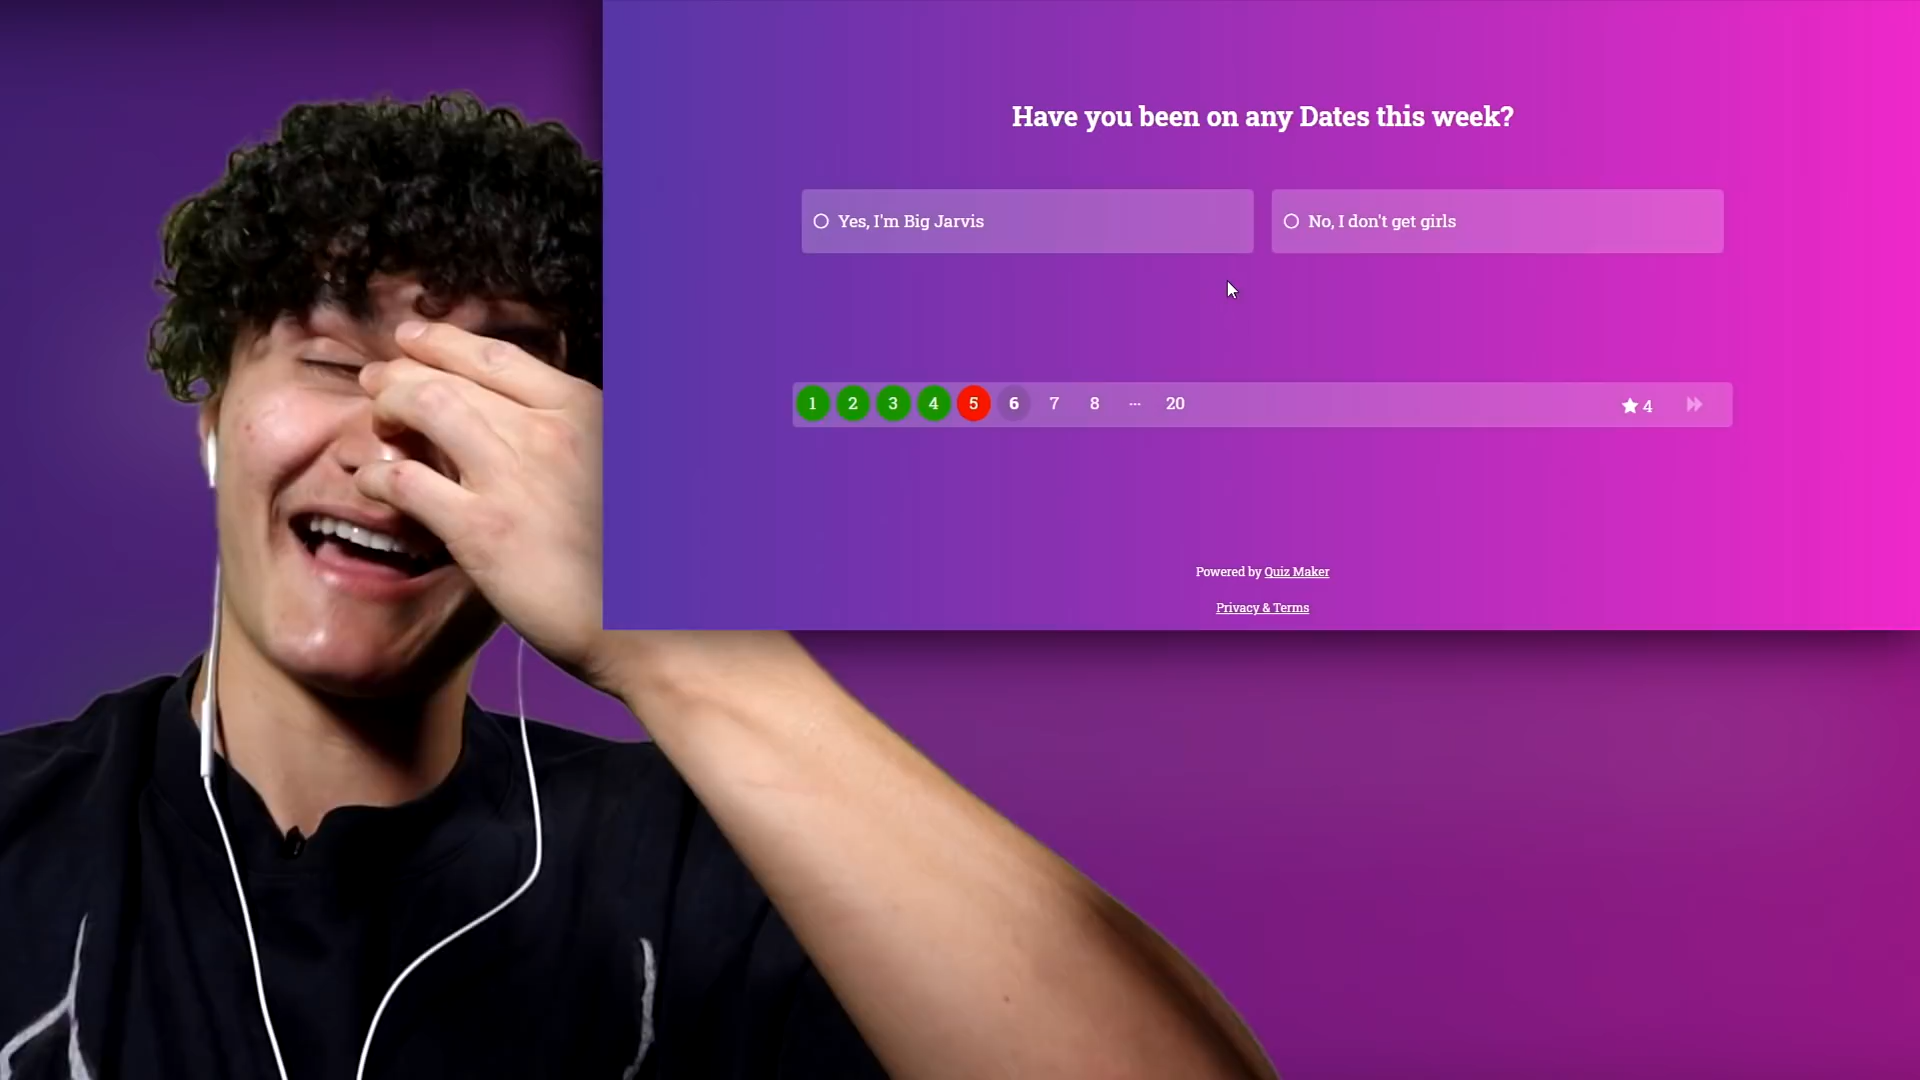 Have you been on any Dates this week?
Yes, I'm Big Jarvis
No, I don't get girls
1 2 3 4 5 6 7 8 ... 20
4
Powered by Quiz Maker
Privacy & Terms